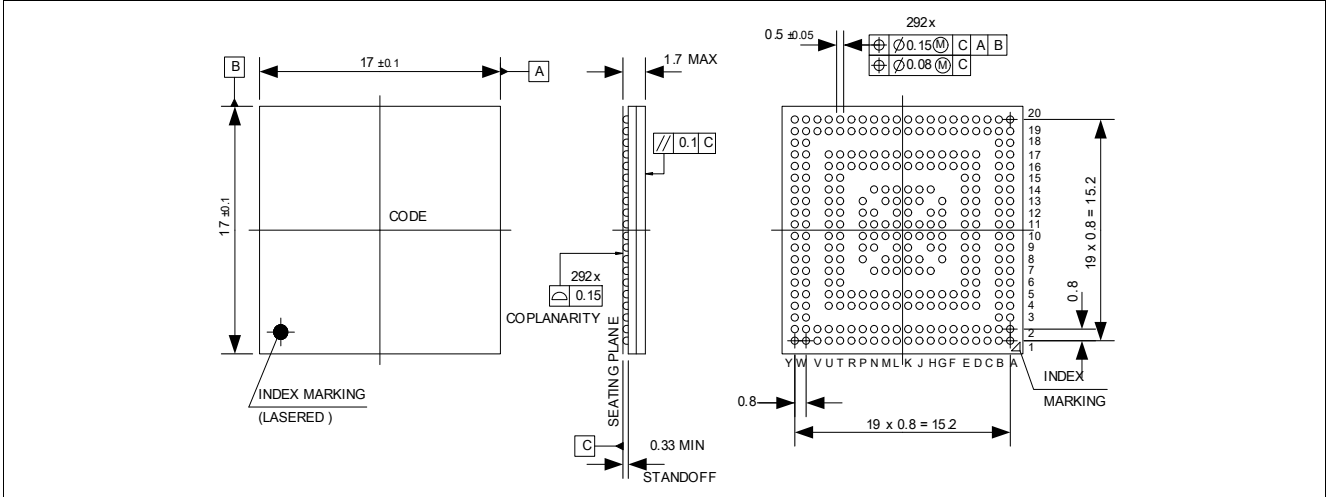 292x
0.5 ±0.05
⌖ ⌀0.15 Ⓜ C A B
⌖ ⌀0.08 Ⓜ C
B
17 ±0.1
A
1.7 MAX
// 0.1 C
17 ±0.1
CODE
292x
⌓ 0.15
COPLANARITY
SEATING PLANE
INDEX MARKING
(LASERED )
C
0.33 MIN
STANDOFF
20
19
18
17
16
15
14
13
12
11
10
9
8
7
6
5
4
3
2
1
19 x 0.8 = 15.2
0.8
Y W V U T R P N M L K J H G F E D C B A
INDEX
MARKING
0.8
19 x 0.8 = 15.2